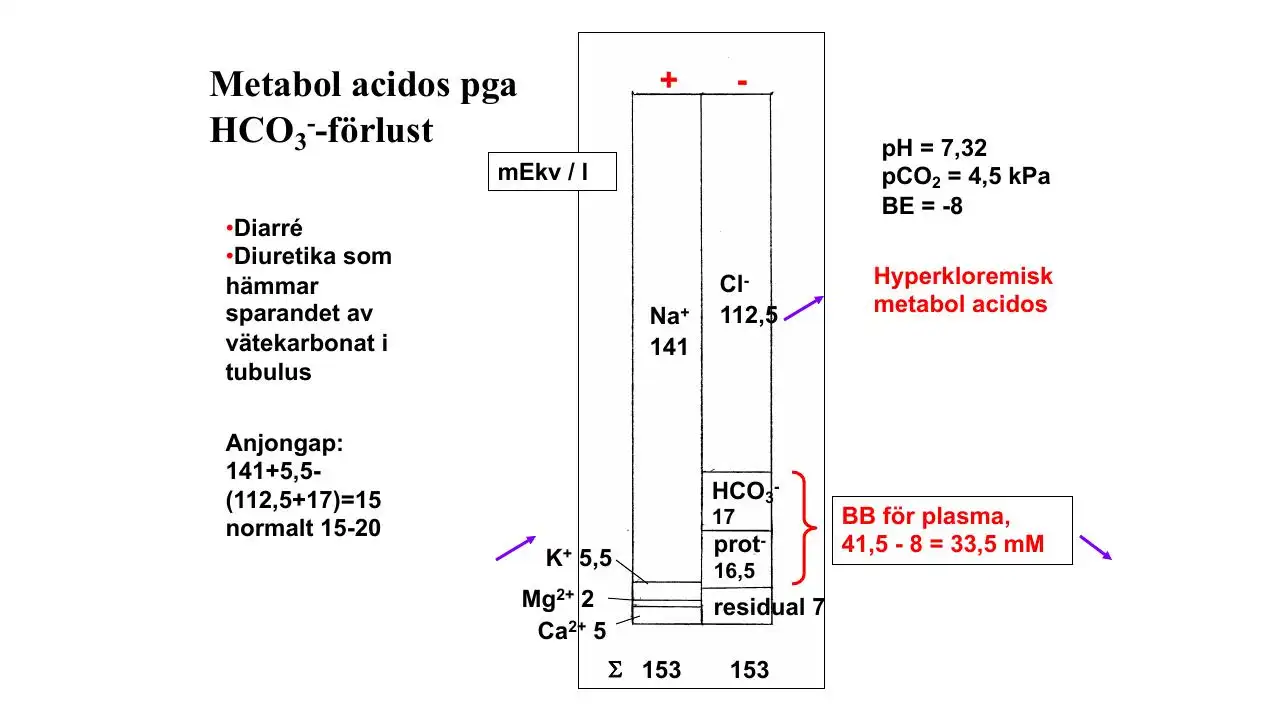 Metabol acidos pga
HCO₃⁻-förlust
•Diarré
•Diuretika som
hämmar
sparandet av
vätekarbonat i
tubulus
Anjongap:
141+5,5-
(112,5+17)=15
normalt 15-20
mEkv / l
+ -
Na⁺
141
Cl⁻
112,5
HCO₃⁻
17
prot⁻
16,5
residual 7
K⁺ 5,5
Mg²⁺ 2
Ca²⁺ 5
Σ 153 153
pH = 7,32
pCO₂ = 4,5 kPa
BE = -8
Hyperkloremisk
metabol acidos
BB för plasma,
41,5 - 8 = 33,5 mM